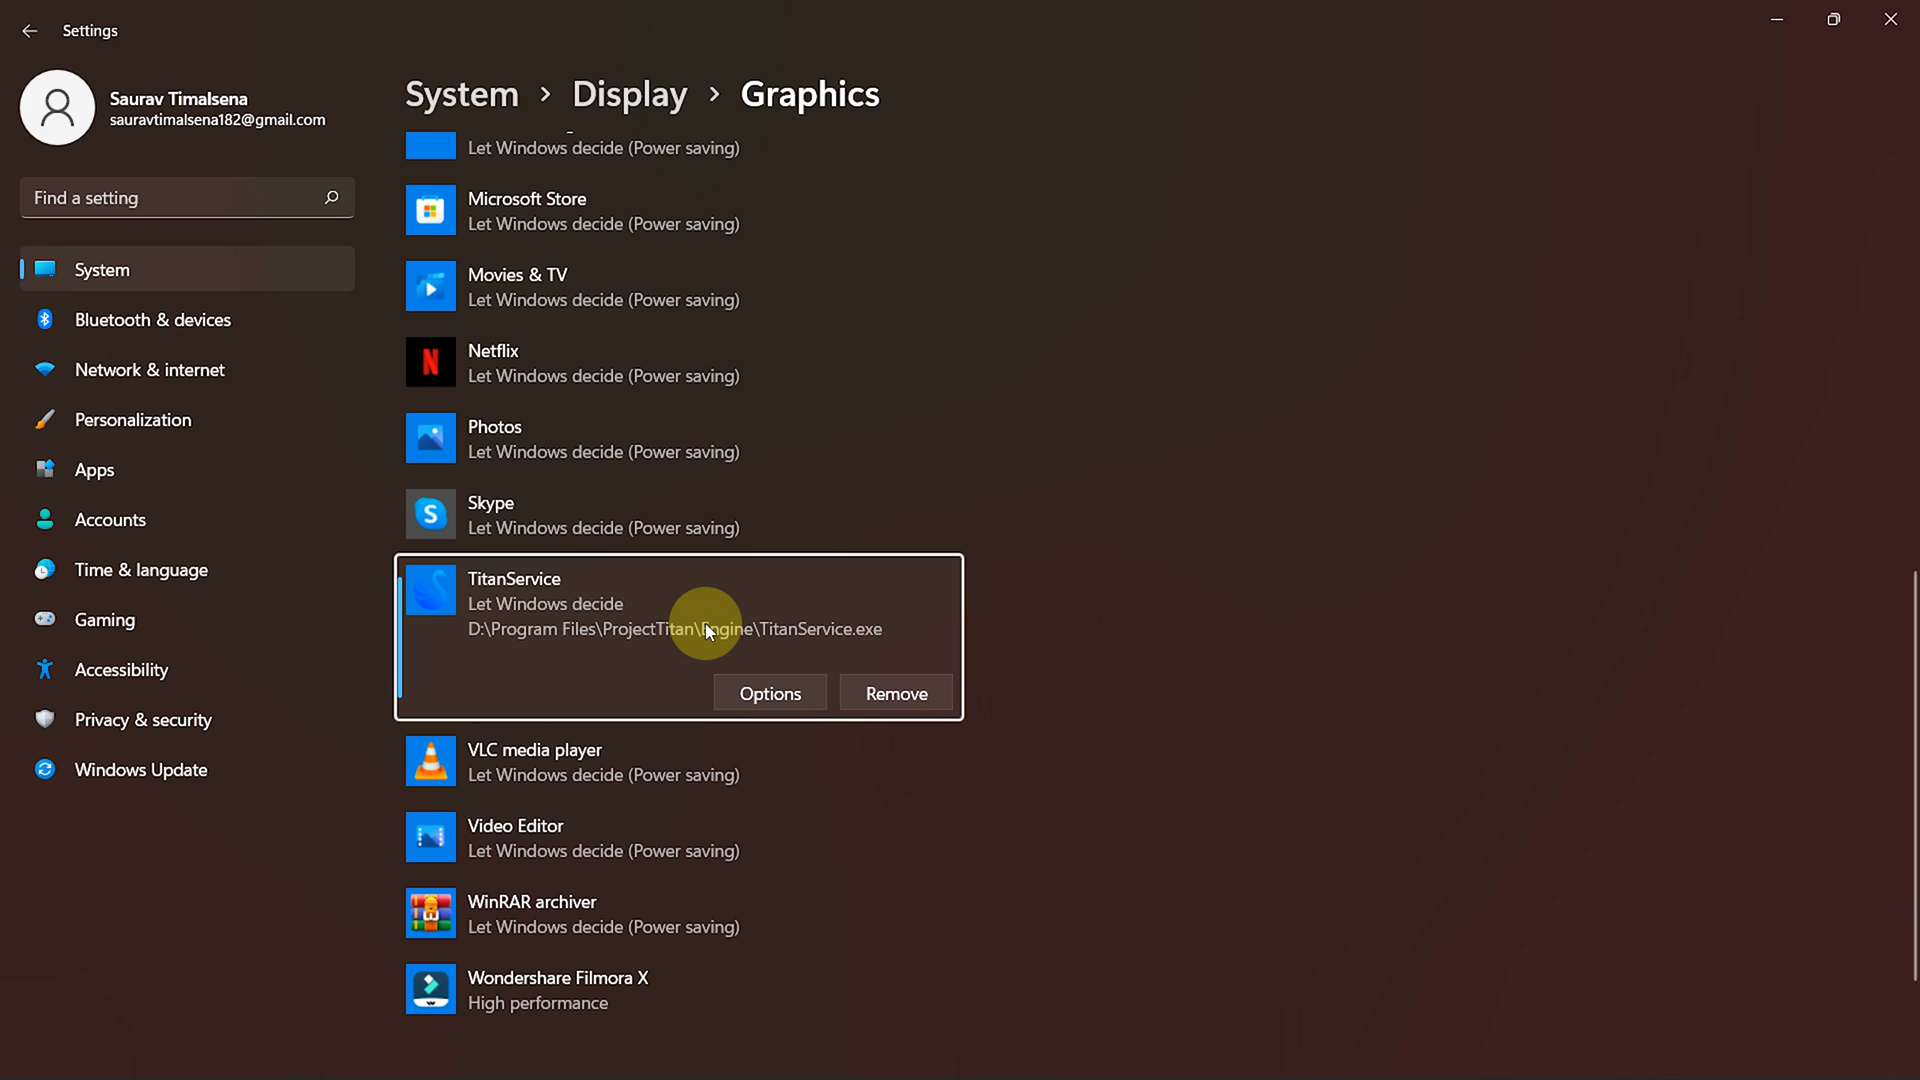 Settings
Saurav Timalsena
sauravtimalsena182@gmail.com
Find a setting
System
Bluetooth & devices
Network & internet
Personalization
Apps
Accounts
Time & language
Gaming
Accessibility
Privacy & security
Windows Update
System > Display > Graphics
Let Windows decide (Power saving)
Microsoft Store
Let Windows decide (Power saving)
Movies & TV
Let Windows decide (Power saving)
N
Netflix
Let Windows decide (Power saving)
Photos
Let Windows decide (Power saving)
S
Skype
Let Windows decide (Power saving)
TitanService
Let Windows decide
D:\Program Files\ProjectTitan\Engine\TitanService.exe
Options Remove
VLC media player
Let Windows decide (Power saving)
Video Editor
Let Windows decide (Power saving)
WinRAR archiver
Let Windows decide (Power saving)
Wondershare Filmora X
High performance